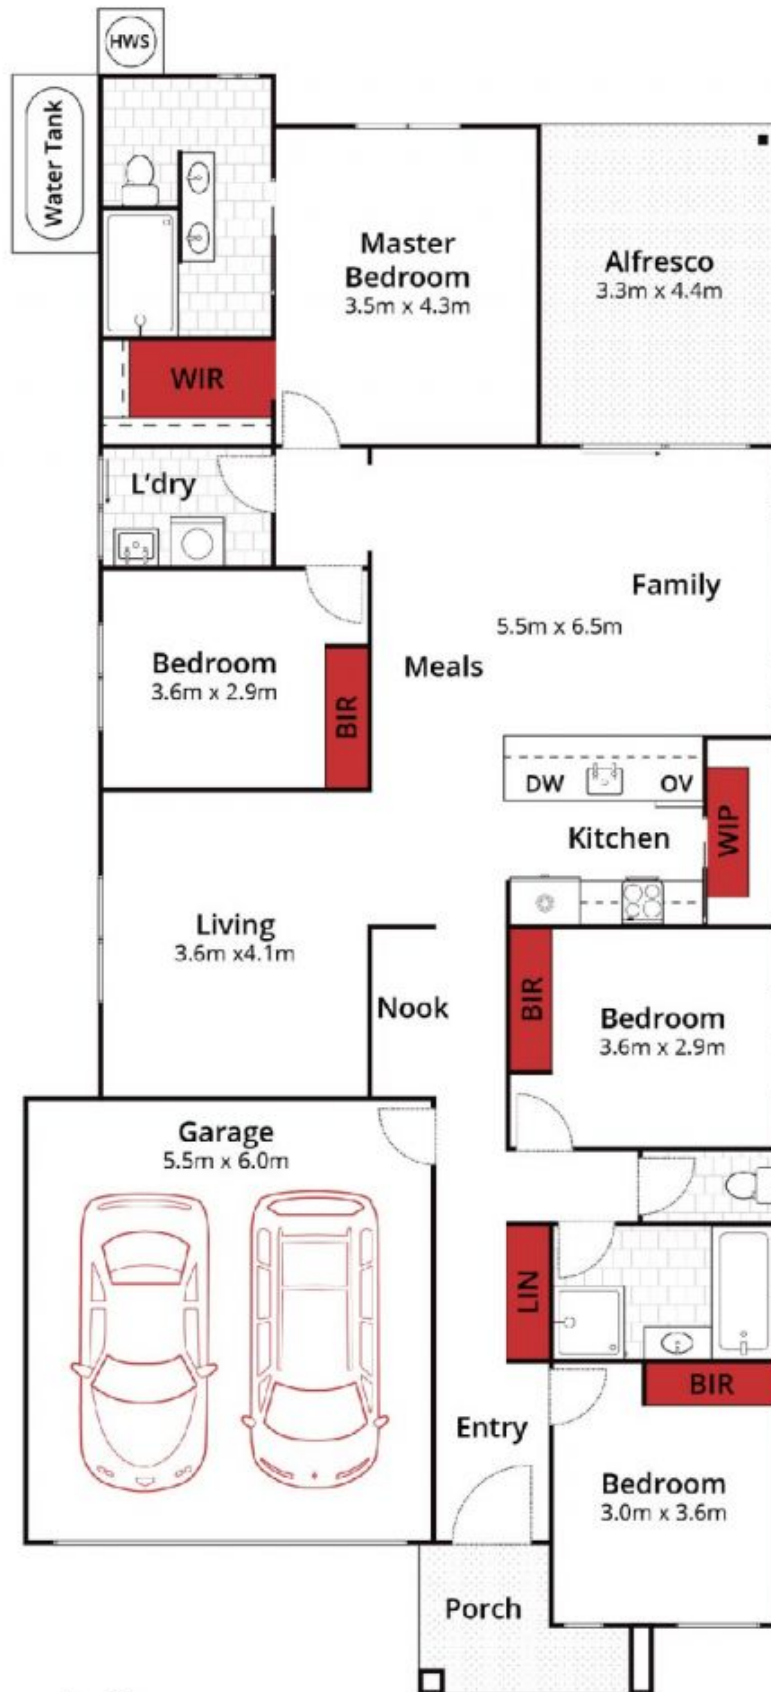 HWS
Water Tank
Master
Bedroom
3.5m x 4.3m
Alfresco
3.3m x 4.4m
WIR
L'dry
Family
5.5m x 6.5m
Bedroom
3.6m x 2.9m
BIR
Meals
DW
OV
Kitchen
WIP
Living
3.6m x4.1m
Nook
BIR
Bedroom
3.6m x 2.9m
Garage
5.5m x 6.0m
LIN
BIR
Entry
Bedroom
3.0m x 3.6m
Porch